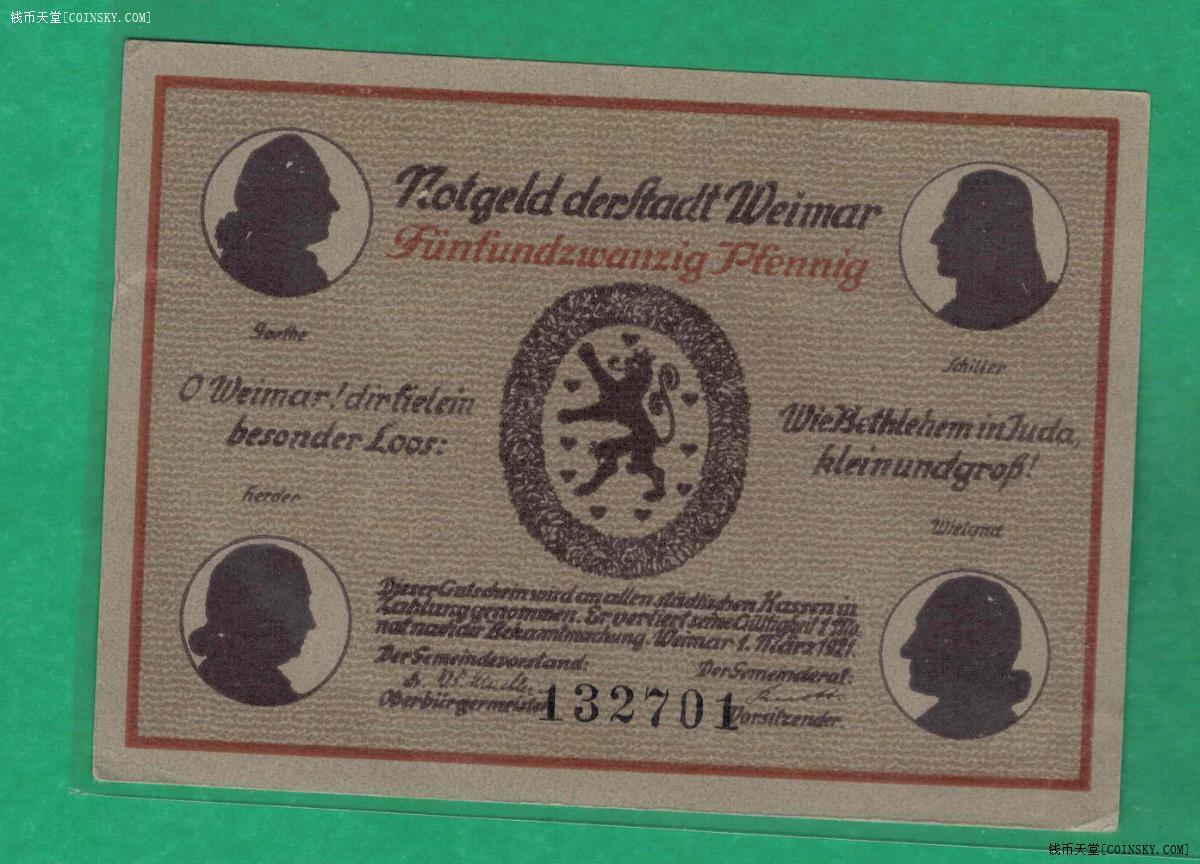 钱币天堂[COINSKY.COM]
Notgeld der Stadt Weimar
Fünfundzwanzig Pfennig
Goethe
Schiller
O Weimar! dir fiel ein
besonder Loos:
Wie Bethlehem in Juda,
klein und groß!
Herder
Wieland
Dieser Gutschein wird an allen städtischen Kassen in
Zahlung genommen. Er verliert seine Gültigkeit 1 Mo-
nat nach der Bekanntmachung. Weimar 1. März 1921.
Der Gemeindevorstand:
Der Gemeinderat:
Oberbürgermeister
132701
Vorsitzender.
钱币天堂[COINSKY.COM]